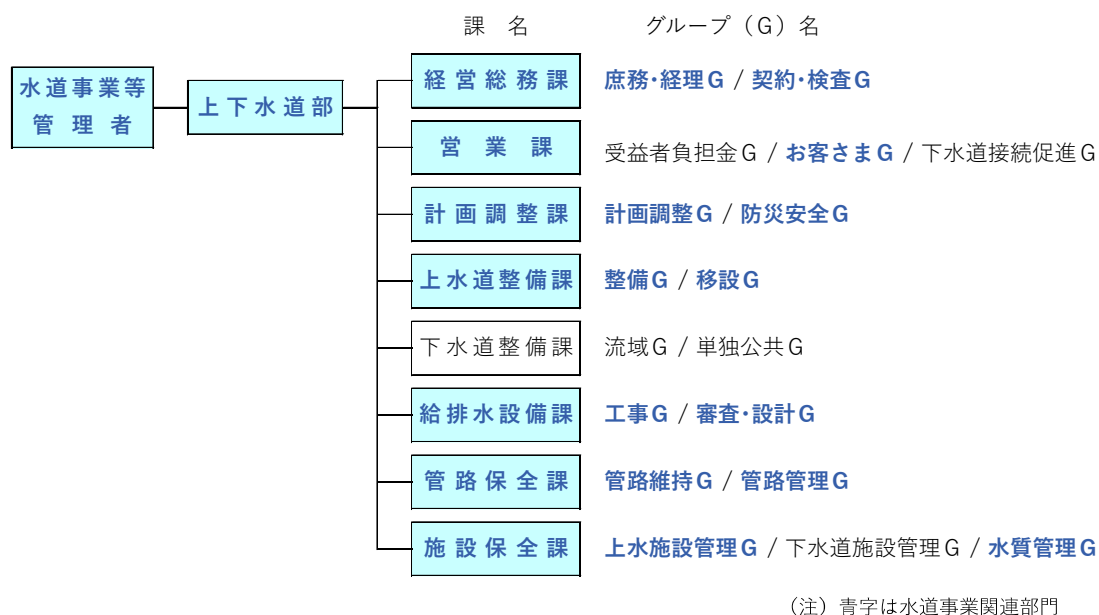 課 名 グループ（G）名
水道事業等
管理者
上下水道部
経営総務課 庶務・経理G / 契約・検査G
営業課 受益者負担金G / お客さまG / 下水道接続促進G
計画調整課 計画調整G / 防災安全G
上水道整備課 整備G / 移設G
下水道整備課 流域G / 単独公共G
給排水設備課 工事G / 審査・設計G
管路保全課 管路維持G / 管路管理G
施設保全課 上水施設管理G / 下水道施設管理G / 水質管理G
（注）青字は水道事業関連部門